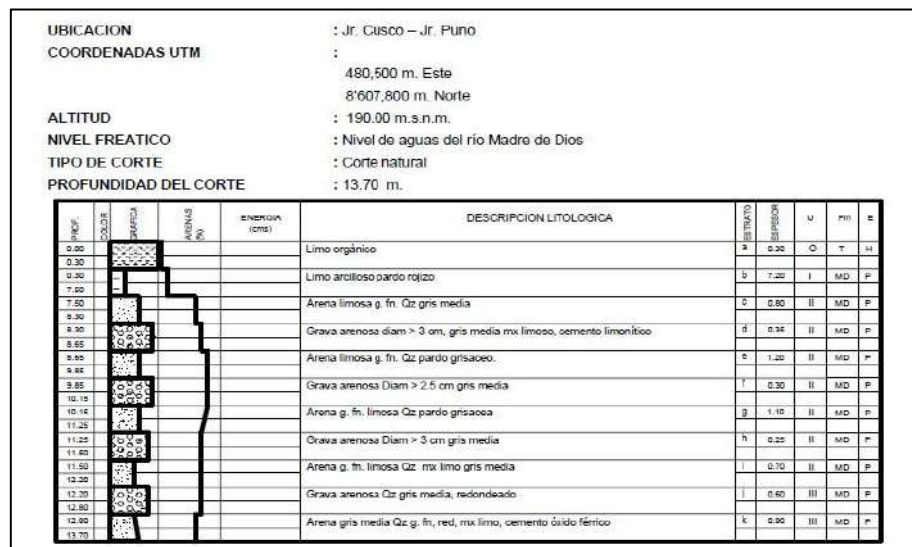 UBICACION : Jr. Cusco – Jr. Puno
COORDENADAS UTM :
480,500 m. Este
8'607,800 m. Norte
ALTITUD : 190.00 m.s.n.m.
NIVEL FREATICO : Nivel de aguas del río Madre de Dios
TIPO DE CORTE : Corte natural
PROFUNDIDAD DEL CORTE : 13.70 m.
PROF. COLOR GRAFICA ARENAS (%) ENERGIA (cms) DESCRIPCION LITOLOGICA ESTRATO ESPESOR U Fm E
0.00 Limo orgánico a 0.30 O T H
0.30
0.30 Limo arcilloso pardo rojizo b 7.20 I MD P
7.50
7.50 Arena limosa g. fn. Qz gris media c 0.80 II MD P
8.30
8.30 Grava arenosa diam > 3 cm, gris media mx limoso, cemento limonítico d 0.35 II MD P
8.65
8.65 Arena limosa g. fn. Qz pardo grisaceo. e 1.20 II MD P
9.85
9.85 Grava arenosa Diam > 2.5 cm gris media f 0.30 II MD P
10.15
10.15 Arena g. fn. limosa Qz pardo grisacea g 1.10 II MD P
11.25
11.25 Grava arenosa Diam > 3 cm gris media h 0.25 II MD P
11.50 Arena g. fn. limosa Qz mx limo gris media i 0.70 II MD P
12.20
12.20 Grava arenosa Qz gris media, redondeado j 0.60 III MD P
12.80
12.80 Arena gris media Qz g. fn, red, mx limo, cemento óxido férrico k 0.90 III MD P
13.70